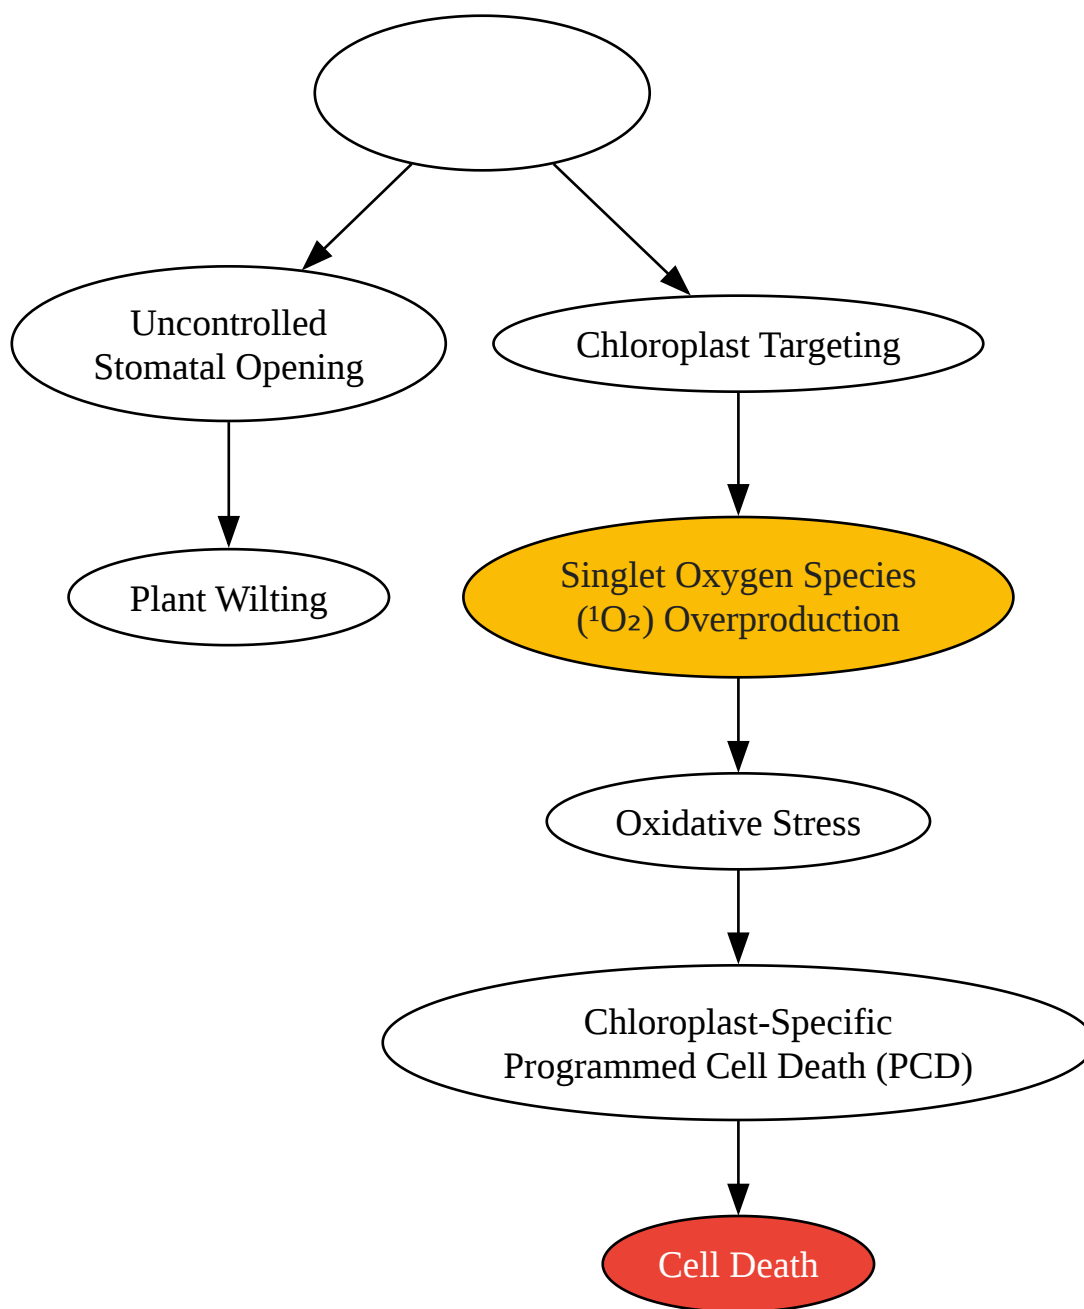 Uncontrolled
Stomatal Opening
Chloroplast Targeting
Plant Wilting
Singlet Oxygen Species
(¹O₂) Overproduction
Oxidative Stress
Chloroplast-Specific
Programmed Cell Death (PCD)
Cell Death